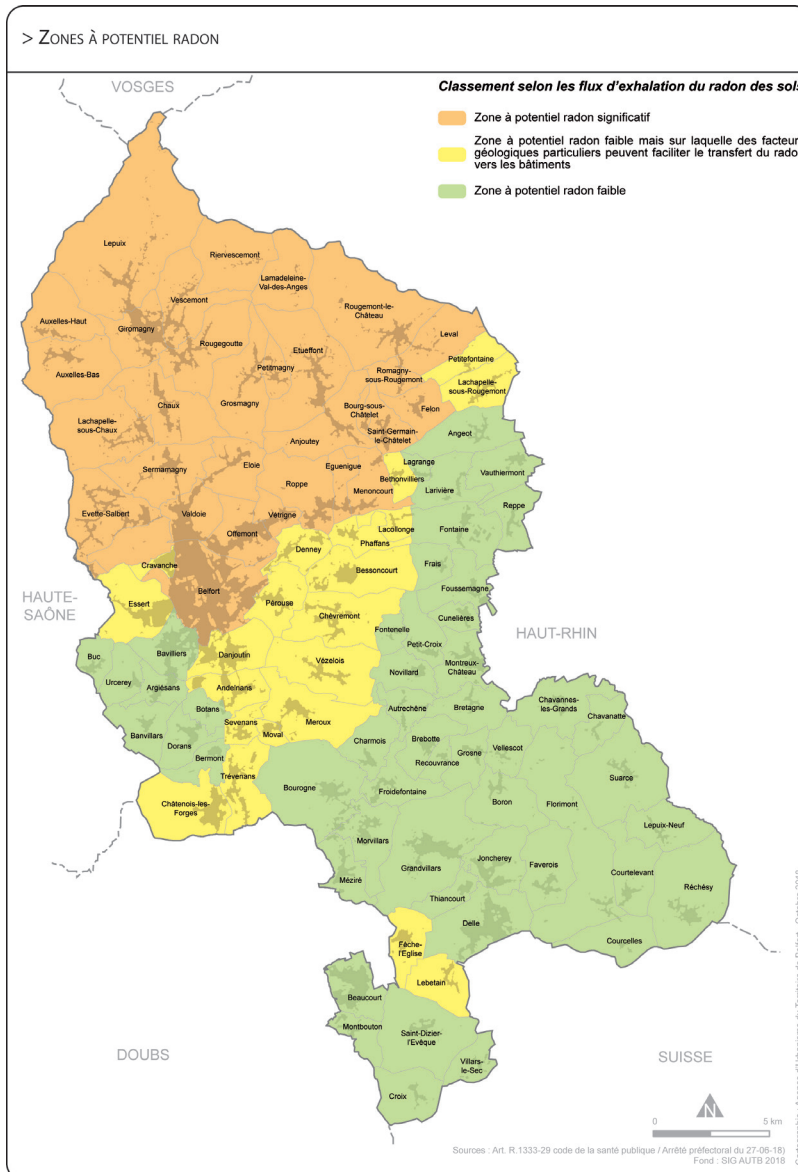 > ZONES À POTENTIEL RADON
VOSGES
Classement selon les flux d'exhalation du radon des sols
Zone à potentiel radon significatif
Zone à potentiel radon faible mais sur laquelle des facteur
géologiques particuliers peuvent faciliter le transfert du rado
vers les bâtiments
Zone à potentiel radon faible
Lepuix
Riervescemont
Lamadeleine-
Val-des-Anges
Vescemont
Rougemont-le-
Château
Auxelles-Haut
Giromagny
Leval
Rougegoutte
Etueffont
Petitefontaine
Petitmagny
Auxelles-Bas
Romagny-
sous-Rougemont
Lachapelle-
sous-Rougemont
Chaux
Grosmagny
Bourg-sous-
Châtelet
Felon
Lachapelle-
sous-Chaux
Saint-Germain-
le-Châtelet
Angeot
Anjoutey
Sermamagny
Eloie
Eguenigue
Lagrange
Vauthiermont
Roppe
Bethonvilliers
Menoncourt
Larivière
Reppe
Evette-Salbert
Valdoie
Vétrigne
Offemont
Lacollonge
Fontaine
Denney
Phaffans
Cravanche
Bessoncourt
Frais
Belfort
Foussemagne
HAUTE-
SAÔNE
Essert
Pérouse
Chèvremont
Cunelières
Fontenelle
HAUT-RHIN
Petit-Croix
Buc
Bavilliers
Danjoutin
Vézelois
Montreux-
Château
Novillard
Urcerey
Argiésans
Andelnans
Chavannes-
les-Grands
Botans
Autrechêne
Bretagne
Chavanatte
Sevenans
Meroux
Banvillars
Moval
Charmois
Brebotte
Vellescot
Dorans
Grosne
Bermont
Recouvrance
Trévenans
Suarce
Bourogne
Froidefontaine
Châtenois-les-
Forges
Boron
Florimont
Lepuix-Neuf
Morvillars
Joncherey
Grandvillars
Faverois
Courtelevant
Méziré
Réchésy
Thiancourt
Delle
Courcelles
Fêche-
l'Eglise
Lebetain
Beaucourt
Montbouton
Saint-Dizier-
l'Evêque
DOUBS
SUISSE
Villars-
le-Sec
Croix
N
0
5 km
Sources : Art. R.1333-29 code de la santé publique / Arrêté préfectoral du 27-06-18)
Fond : SIG AUTB 2018